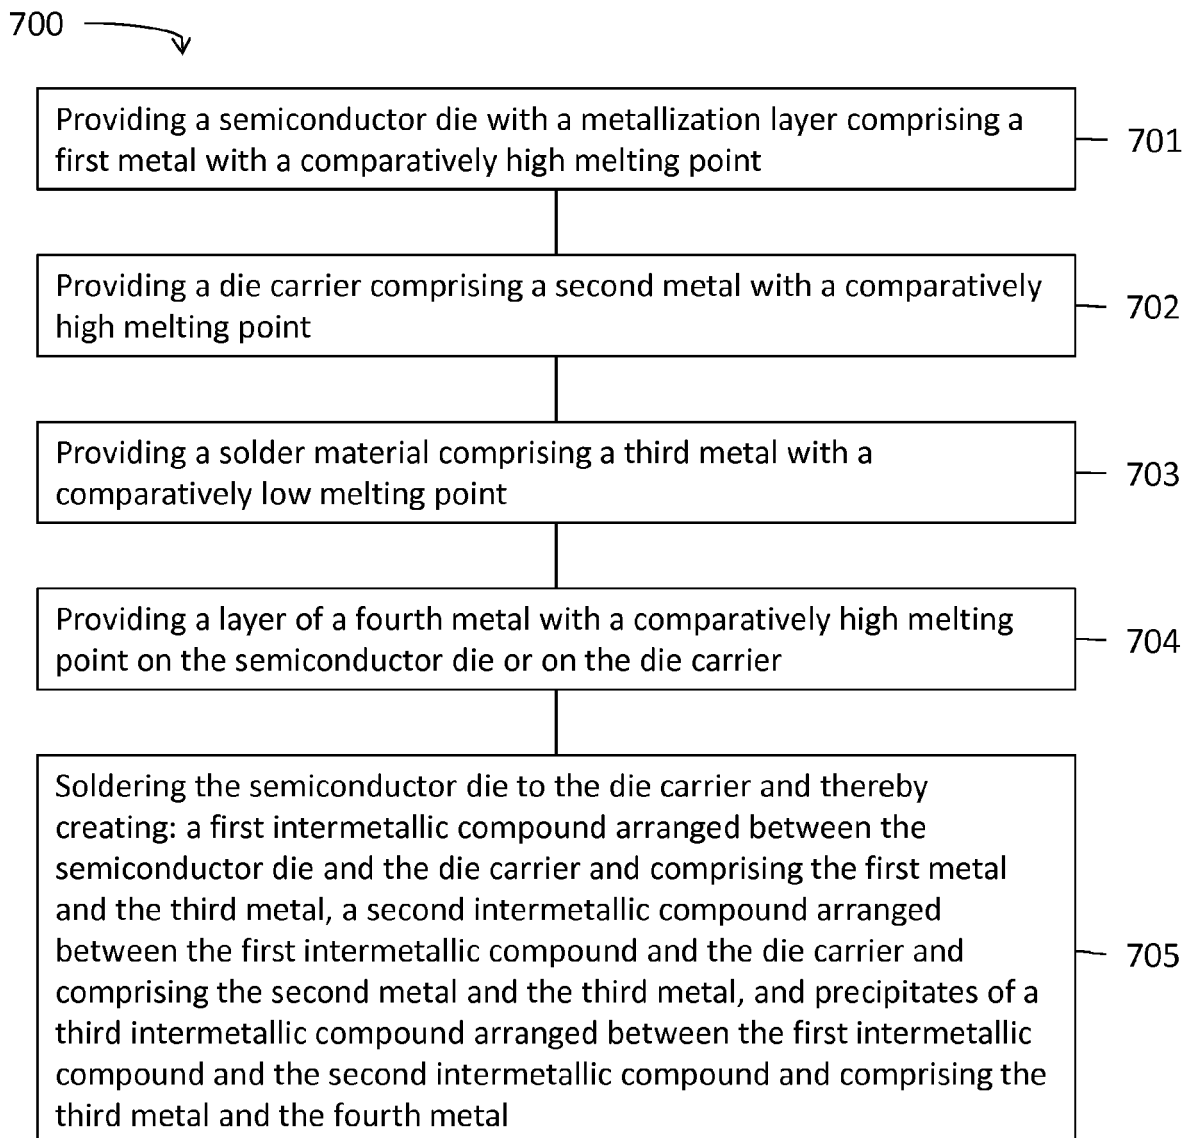 700
Providing a semiconductor die with a metallization layer comprising a
first metal with a comparatively high melting point
701
Providing a die carrier comprising a second metal with a comparatively
high melting point
702
Providing a solder material comprising a third metal with a
comparatively low melting point
703
Providing a layer of a fourth metal with a comparatively high melting
point on the semiconductor die or on the die carrier
704
Soldering the semiconductor die to the die carrier and thereby
creating: a first intermetallic compound arranged between the
semiconductor die and the die carrier and comprising the first metal
and the third metal, a second intermetallic compound arranged
between the first intermetallic compound and the die carrier and
comprising the second metal and the third metal, and precipitates of a
third intermetallic compound arranged between the first intermetallic
compound and the second intermetallic compound and comprising the
third metal and the fourth metal
705